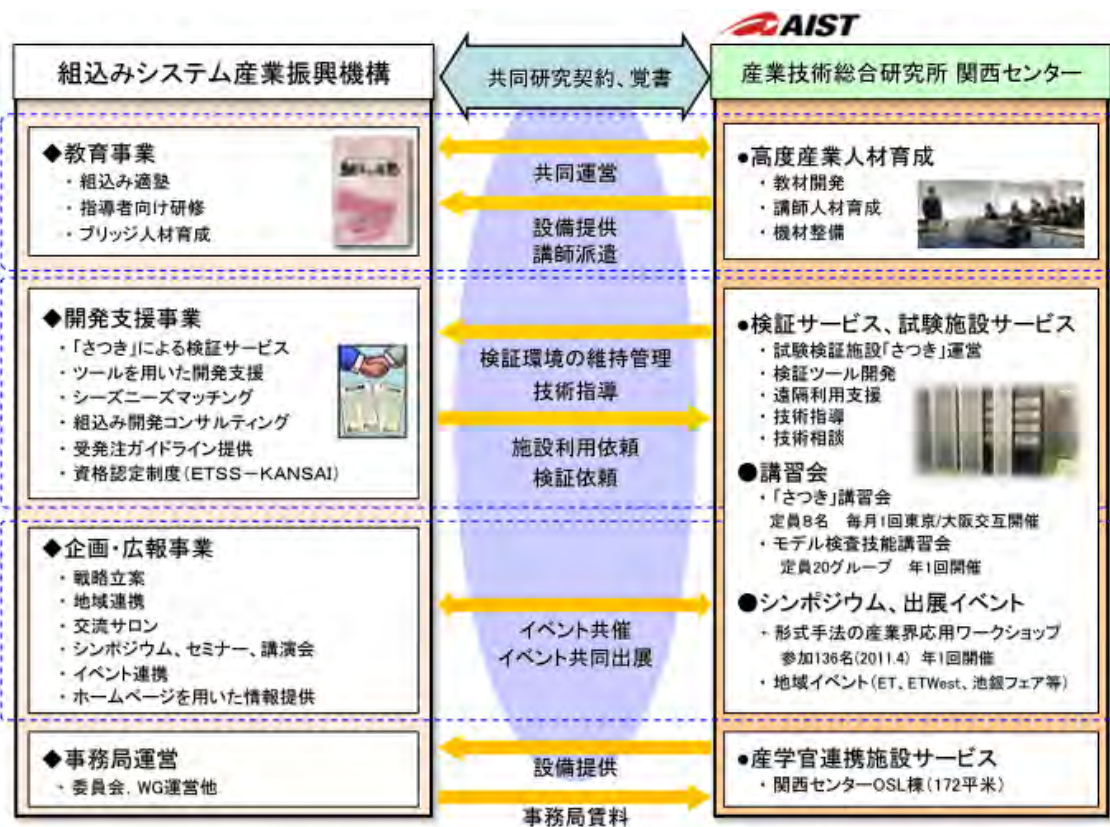 AIST
組込みシステム産業振興機構
共同研究契約、覚書
産業技術総合研究所 関西センター
◆教育事業
・組込み適塾
・指導者向け研修
・ブリッジ人材育成
共同運営
設備提供
講師派遣
●高度産業人材育成
・教材開発
・講師人材育成
・機材整備
◆開発支援事業
・「さつき」による検証サービス
・ツールを用いた開発支援
・シーズニーズマッチング
・組込み開発コンサルティング
・受発注ガイドライン提供
・資格認定制度(ETSS－KANSAI)
検証環境の維持管理
技術指導
施設利用依頼
検証依頼
●検証サービス、試験施設サービス
・試験検証施設「さつき」運営
・検証ツール開発
・遠隔利用支援
・技術指導
・技術相談
●講習会
・「さつき」講習会
定員8名　毎月1回東京/大阪交互開催
・モデル検査技能講習会
定員20グループ　年1回開催
◆企画・広報事業
・戦略立案
・地域連携
・交流サロン
・シンポジウム、セミナー、講演会
・イベント連携
・ホームページを用いた情報提供
イベント共催
イベント共同出展
●シンポジウム、出展イベント
・形式手法の産業界応用ワークショップ
参加136名(2011.4)　年1回開催
・地域イベント(ET、ETWest、池銀フェア等)
◆事務局運営
・委員会、WG運営他
設備提供
事務局賃料
●産学官連携施設サービス
・関西センターOSL棟(172平米)